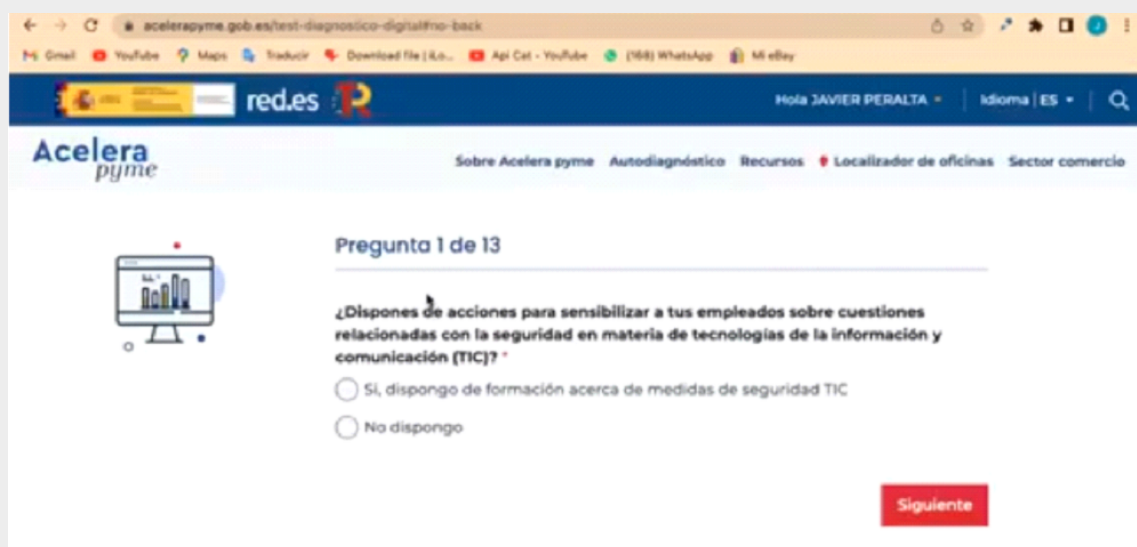 acelerapyme.gob.es/test-diagnostico-digital#no-back
Gmail YouTube Maps Traducir Download file | iLo... Api Cat - YouTube (168) WhatsApp Mi eBay
red.es Hola JAVIER PERALTA Idioma | ES
Acelera
pyme
Sobre Acelera pyme Autodiagnóstico Recursos Localizador de oficinas Sector comercio
Pregunta 1 de 13
¿Dispones de acciones para sensibilizar a tus empleados sobre cuestiones
relacionadas con la seguridad en materia de tecnologías de la información y
comunicación (TIC)? *
Sí, dispongo de formación acerca de medidas de seguridad TIC
No dispongo
Siguiente